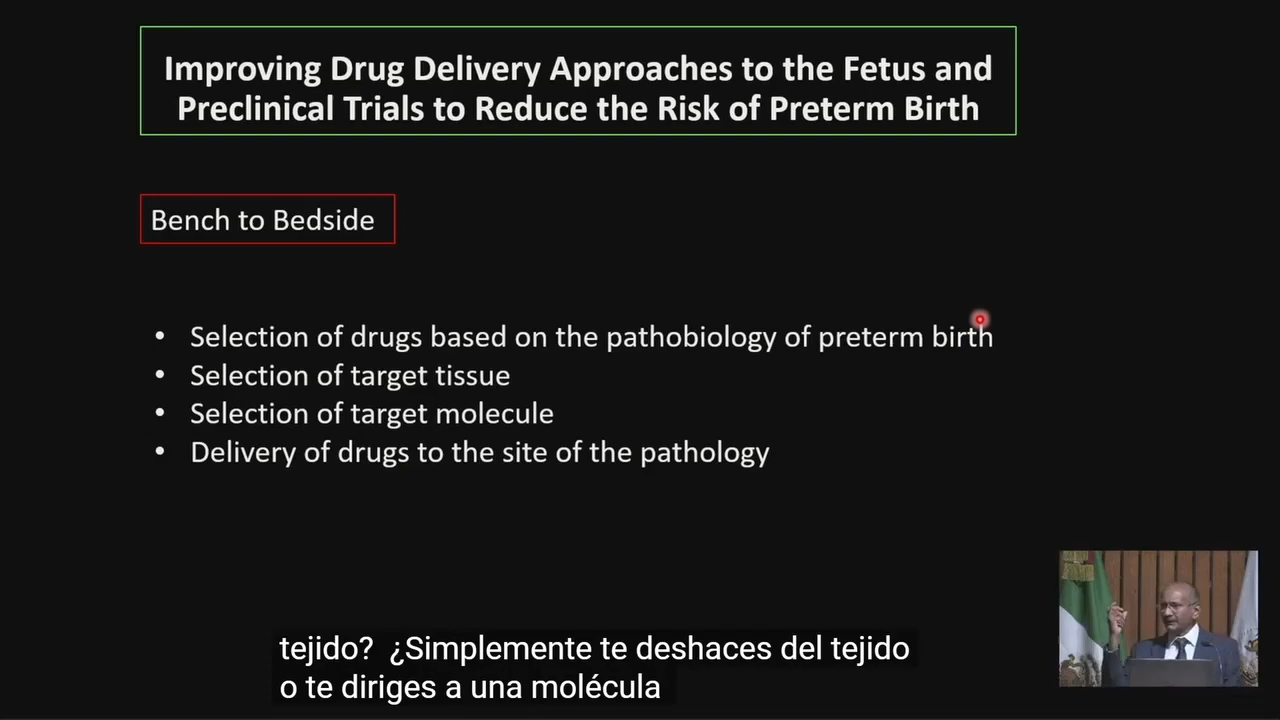 Improving Drug Delivery Approaches to the Fetus and
Preclinical Trials to Reduce the Risk of Preterm Birth
Bench to Bedside
• Selection of drugs based on the pathobiology of preterm birth
• Selection of target tissue
• Selection of target molecule
• Delivery of drugs to the site of the pathology
tejido? ¿Simplemente te deshaces del tejido
o te diriges a una molécula